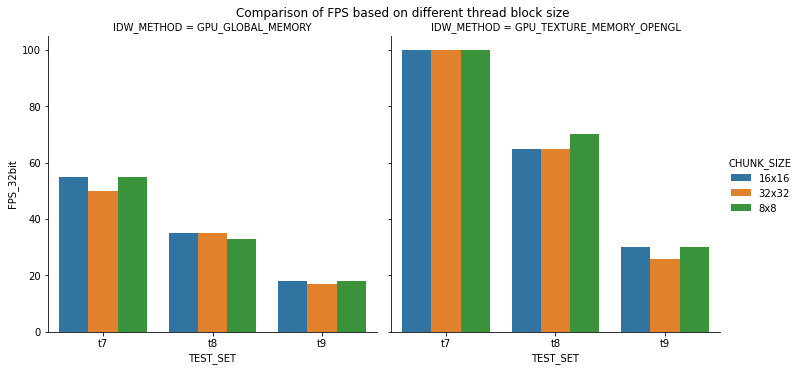 Comparison of FPS based on different thread block size
IDW_METHOD = GPU_GLOBAL_MEMORY
IDW_METHOD = GPU_TEXTURE_MEMORY_OPENGL
FPS_32bit
100
80
60
40
20
0
t7 t8 t9
TEST_SET
t7 t8 t9
TEST_SET
CHUNK_SIZE
16x16
32x32
8x8